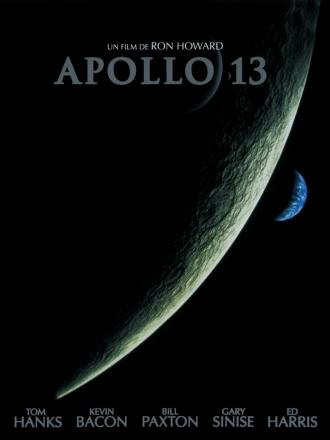 UN FILM DE RON HOWARD
APOLLO 13
TOM HANKS
KEVIN BACON
BILL PAXTON
GARY SINISE
ED HARRIS